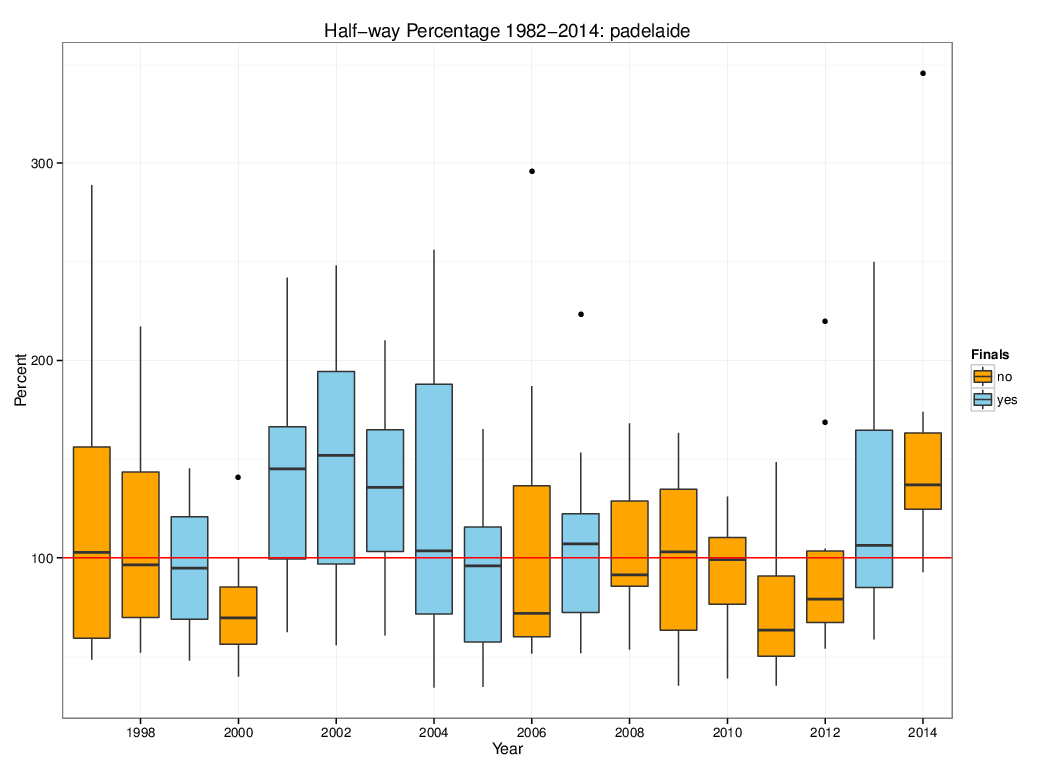 Half−way Percentage 1982−2014: padelaide
300
200
100
Percent
1998 2000 2002 2004 2006 2008 2010 2012 2014
Year
Finals
no
yes